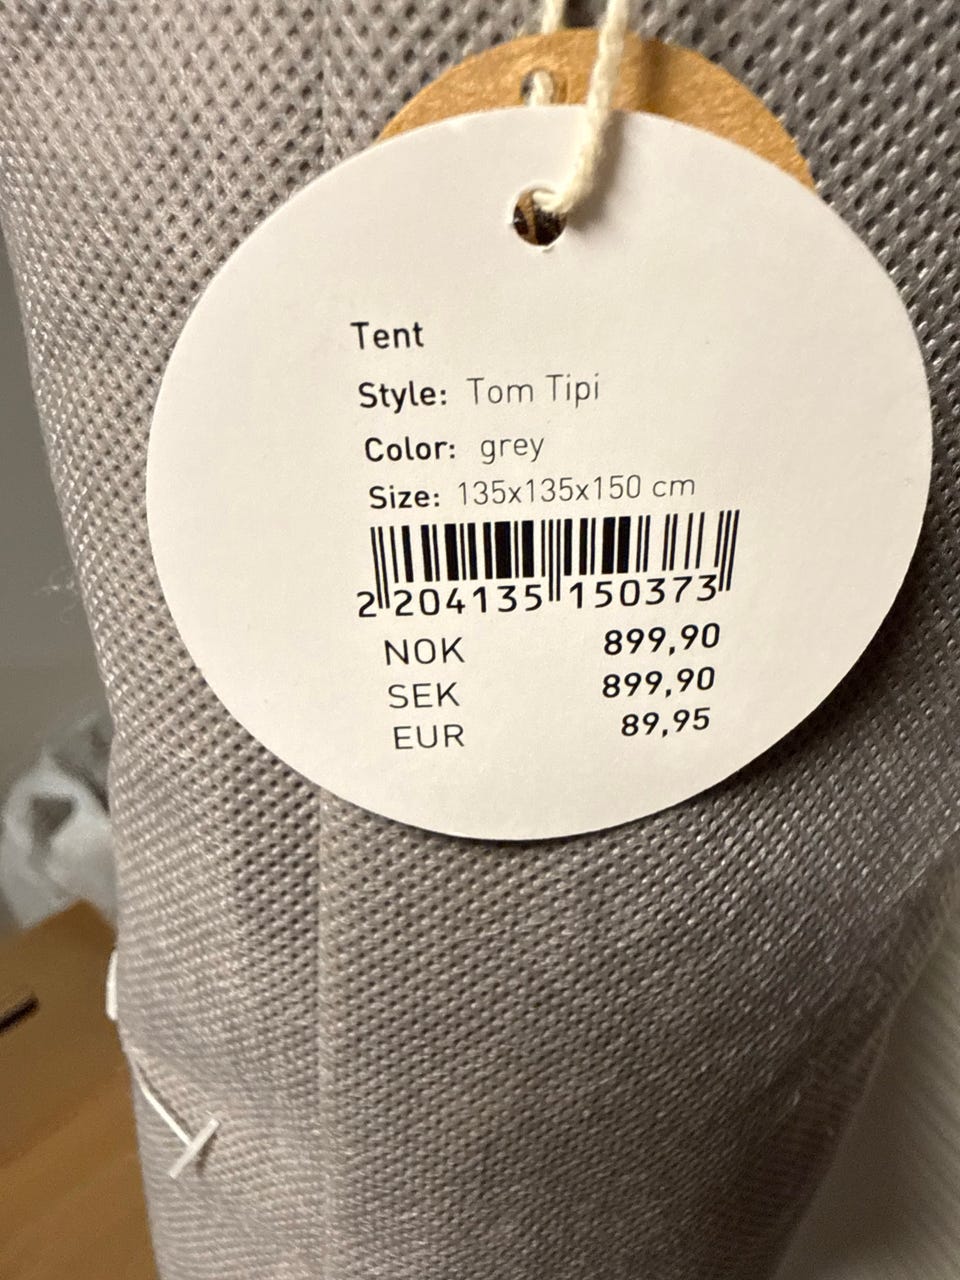 Tent
Style: Tom Tipi
Color: grey
Size: 135x135x150 cm
2 204135 150373
NOK 899,90
SEK 899,90
EUR 89,95